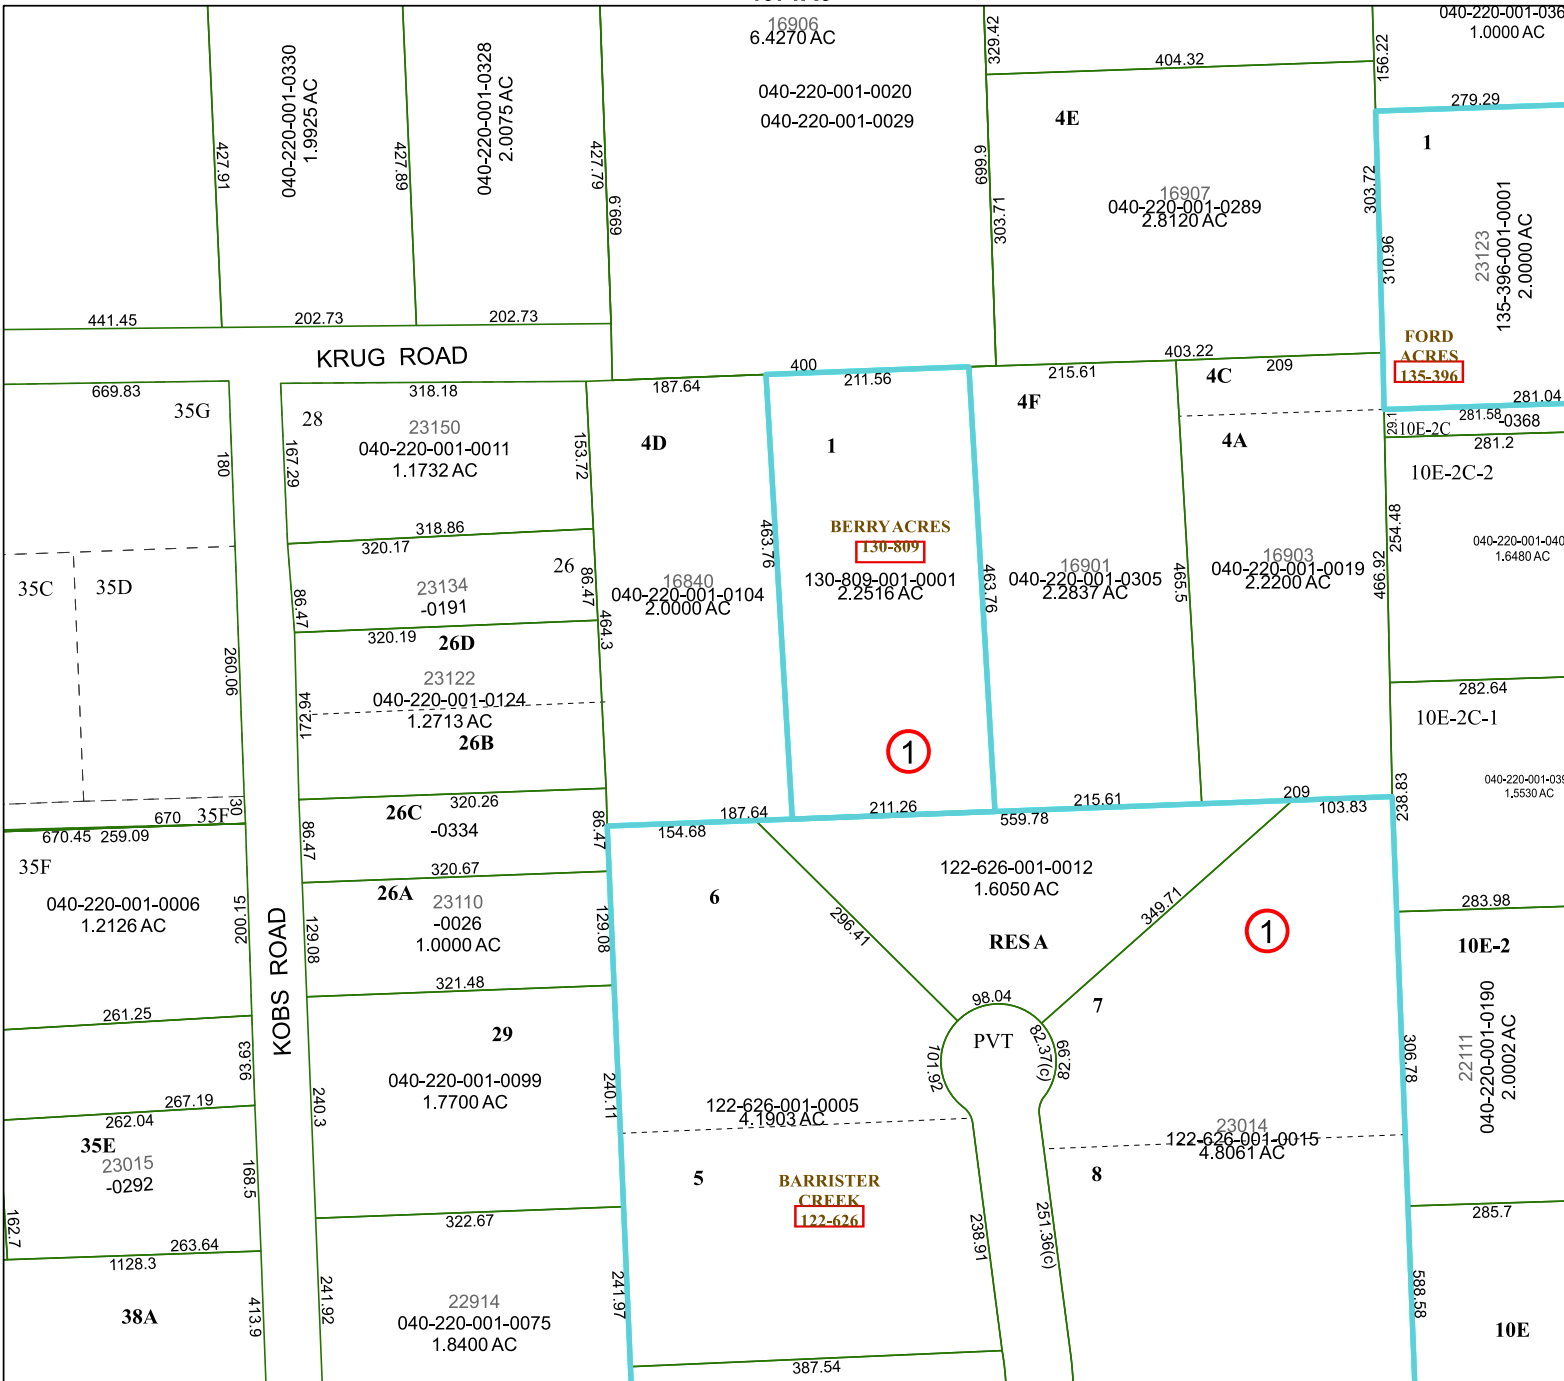 16906
6.4270 AC
040-220-001-0020
040-220-001-0029
040-220-001-0330
1.9925 AC
040-220-001-0328
2.0075 AC
427.91
427.89
427.79
699.9
329.42
699.9
303.71
404.32
156.22
040-220-001-036
1.0000 AC
279.29
4E
16907
040-220-001-0289
2.8120 AC
303.72
310.96
1
23123
135-396-001-0001
2.0000 AC
FORD
ACRES
135-396
441.45
202.73
202.73
KRUG ROAD
400
403.22
669.83
318.18
187.64
211.56
215.61
209
281.04
35G
28
23150
040-220-001-0011
1.1732 AC
167.29
153.72
180
4D
1
4F
4C
4A
29.1
10E-2C
281.58
-0368
281.2
10E-2C-2
318.86
320.17
26
23134
-0191
86.47
86.47
35C
35D
16840
040-220-001-0104
2.0000 AC
464.3
463.76
BERRY ACRES
130-809
130-809-001-0001
2.2516 AC
463.76
16901
040-220-001-0305
2.2837 AC
465.5
16903
040-220-001-0019
2.2200 AC
466.92
254.48
040-220-001-040
1.6480 AC
320.19
26D
23122
040-220-001-0124
1.2713 AC
26B
260.06
172.94
282.64
10E-2C-1
040-220-001-039
1.5530 AC
238.83
1
320.26
26C
-0334
86.47
86.47
30
670
35F
670.45
259.09
35F
040-220-001-0006
1.2126 AC
200.15
187.64
154.68
211.26
559.78
215.61
209
103.83
320.67
26A
23110
-0026
1.0000 AC
129.08
129.08
321.48
6
122-626-001-0012
1.6050 AC
RES A
296.41
349.71
1
283.98
10E-2
22111
040-220-001-0190
2.0002 AC
306.78
KOBS ROAD
261.25
93.63
29
040-220-001-0099
1.7700 AC
240.3
240.11
98.04
PVT
101.92
82.37(c)
82.99
7
267.19
262.04
35E
23015
-0292
168.5
162.7
122-626-001-0005
4.1903 AC
23014
122-626-001-0015
4.8061 AC
5
BARRISTER
CREEK
122-626
8
238.91
251.36(c)
285.7
322.67
263.64
1128.3
38A
413.9
241.92
22914
040-220-001-0075
1.8400 AC
241.97
387.54
588.58
10E